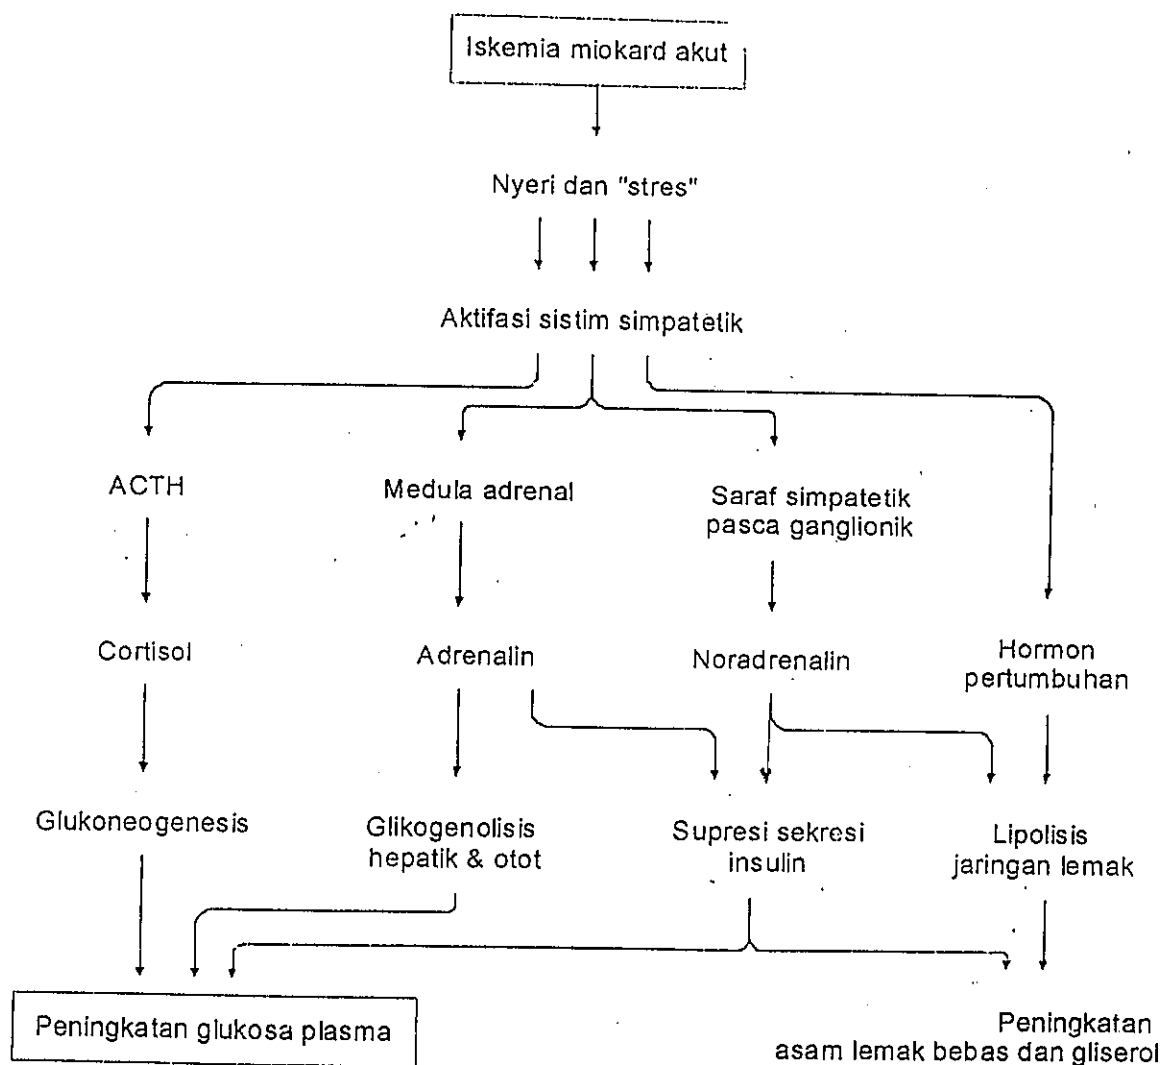 Iskemia miokard akut
Nyeri dan "stres"
Aktifasi sistim simpatetik
ACTH
Medula adrenal
Saraf simpatetik
pasca ganglionik
Cortisol
Adrenalin
Noradrenalin
Hormon
pertumbuhan
Glukoneogenesis
Glikogenolisis
hepatik & otot
Supresi sekresi
insulin
Lipolisis
jaringan lemak
Peningkatan glukosa plasma
Peningkatan
asam lemak bebas dan gliserol